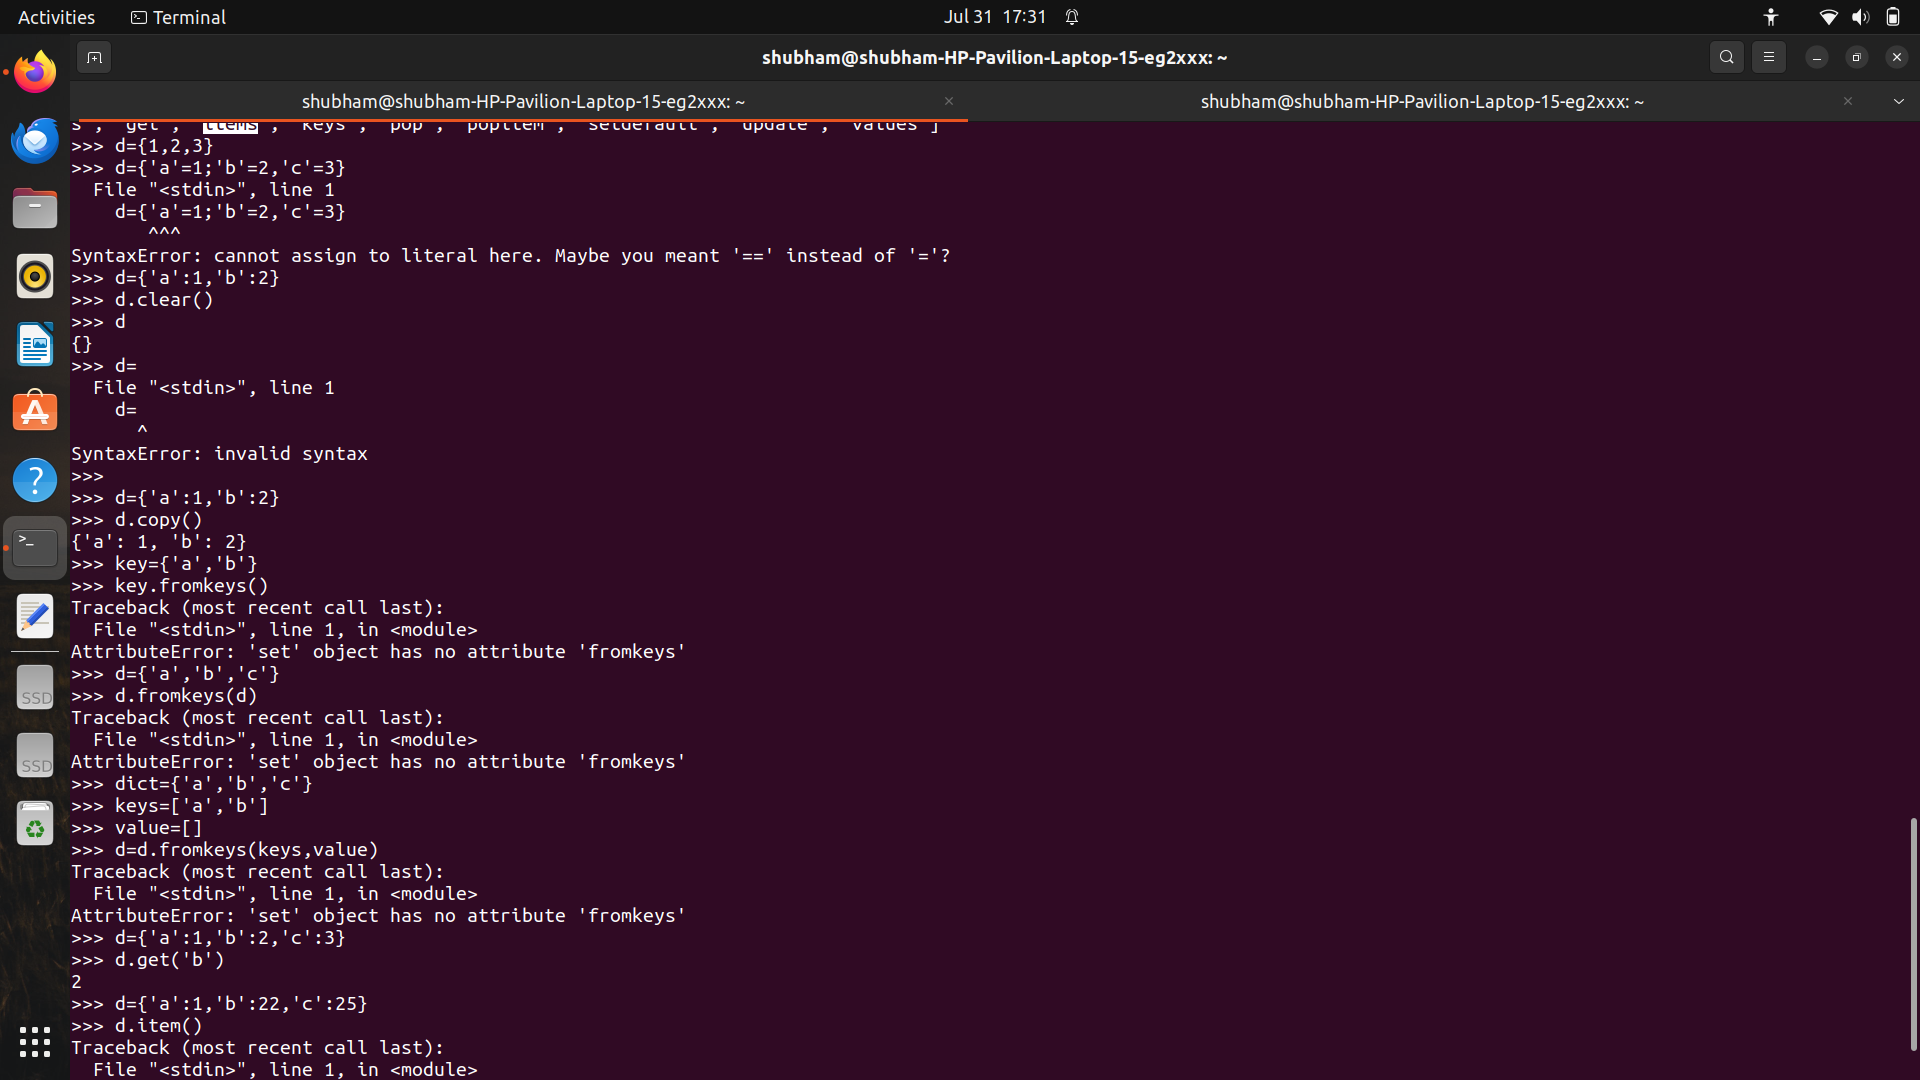 Activities
Terminal
Jul 31 17:31
shubham@shubham-HP-Pavilion-Laptop-15-eg2xxx: ~
shubham@shubham-HP-Pavilion-Laptop-15-eg2xxx: ~
shubham@shubham-HP-Pavilion-Laptop-15-eg2xxx: ~
s', 'get', 'items', 'keys', 'pop', 'popitem', 'setdefault', 'update', 'values']
>>> d={1,2,3}
>>> d={'a'=1;'b'=2,'c'=3}
  File "<stdin>", line 1
    d={'a'=1;'b'=2,'c'=3}
       ^^^
SyntaxError: cannot assign to literal here. Maybe you meant '==' instead of '='?
>>> d={'a':1,'b':2}
>>> d.clear()
>>> d
{}
>>> d=
  File "<stdin>", line 1
    d=
      ^
SyntaxError: invalid syntax
>>>
>>> d={'a':1,'b':2}
>>> d.copy()
{'a': 1, 'b': 2}
>>> key={'a','b'}
>>> key.fromkeys()
Traceback (most recent call last):
  File "<stdin>", line 1, in <module>
AttributeError: 'set' object has no attribute 'fromkeys'
>>> d={'a','b','c'}
>>> d.fromkeys(d)
Traceback (most recent call last):
  File "<stdin>", line 1, in <module>
AttributeError: 'set' object has no attribute 'fromkeys'
>>> dict={'a','b','c'}
>>> keys=['a','b']
>>> value=[]
>>> d=d.fromkeys(keys,value)
Traceback (most recent call last):
  File "<stdin>", line 1, in <module>
AttributeError: 'set' object has no attribute 'fromkeys'
>>> d={'a':1,'b':2,'c':3}
>>> d.get('b')
2
>>> d={'a':1,'b':22,'c':25}
>>> d.item()
Traceback (most recent call last):
  File "<stdin>", line 1, in <module>
SSD
SSD